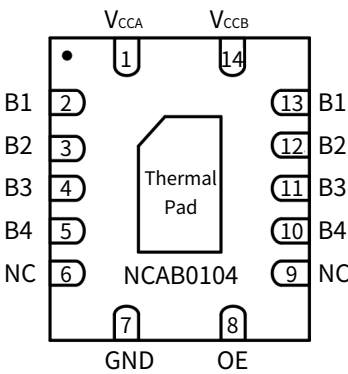 VCCA VCCB
1 14
B1 2 13 B1
B2 3 12 B2
B3 4 11 B3
B4 5 10 B4
NC 6 9 NC
Thermal
Pad
NCAB0104
7 8
GND OE